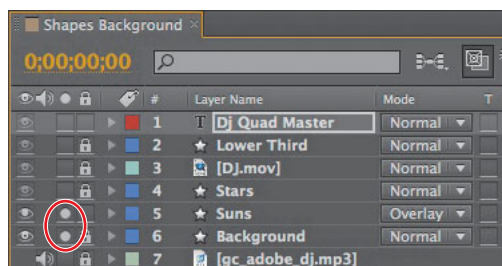 Shapes Background ×
0;00;00;00
# Layer Name Mode T
1 T Dj Quad Master Normal
2 Lower Third Normal
3 [DJ.mov] Normal
4 Stars Normal
5 Suns Overlay
6 Background Normal
7 [gc_adobe_dj.mp3]